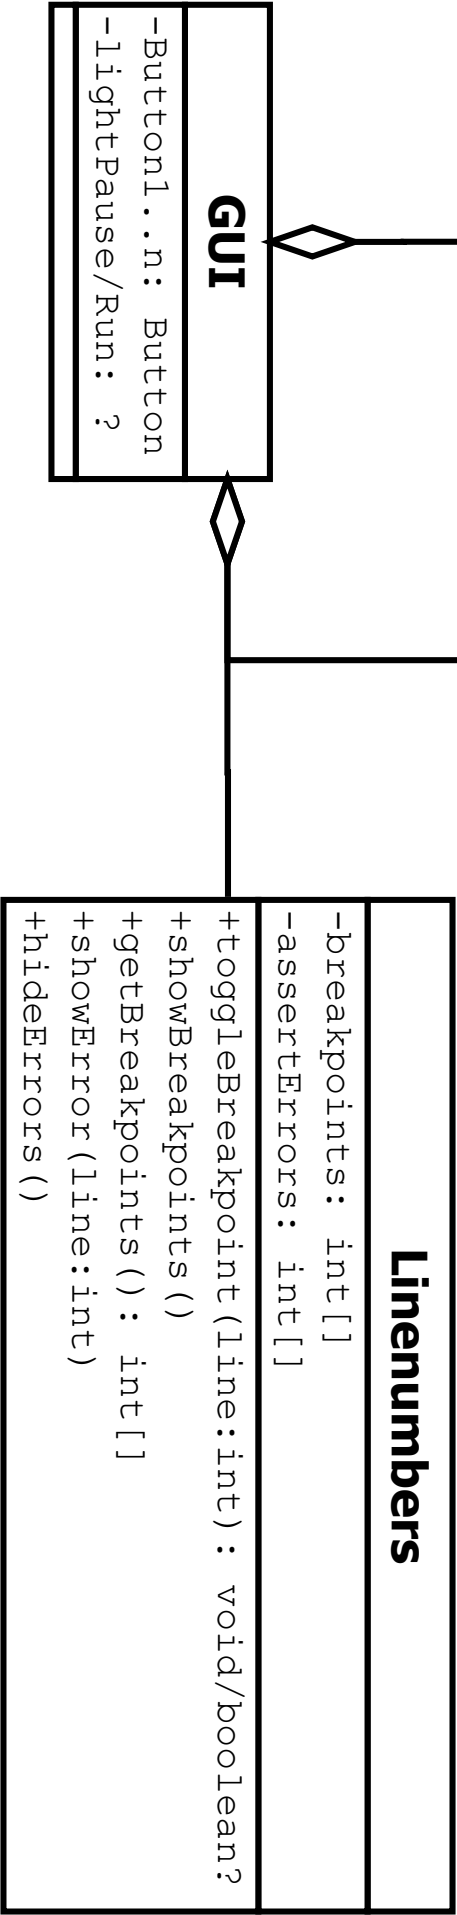 GUI
-Button1..n: Button
-lightPause/Run: ?
Linenumbers
-breakpoints: int[]
-assertErrors: int[]
+toggleBreakpoint(line:int): void/boolean?
+showBreakpoints()
+getBreakpoints(): int[]
+showError(line:int)
+hideErrors()